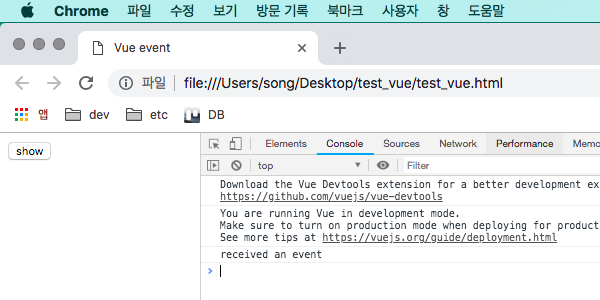 Chrome 파일 수정 보기 방문 기록 북마크 사용자 창 도움말
Vue event
파일 file:///Users/song/Desktop/test_vue/test_vue.html
앱 dev etc DB
show
Elements Console Sources Network Performance Memo
top Filter
Download the Vue Devtools extension for a better development ex
https://github.com/vuejs/vue-devtools
You are running Vue in development mode.
Make sure to turn on production mode when deploying for product
See more tips at https://vuejs.org/guide/deployment.html
received an event